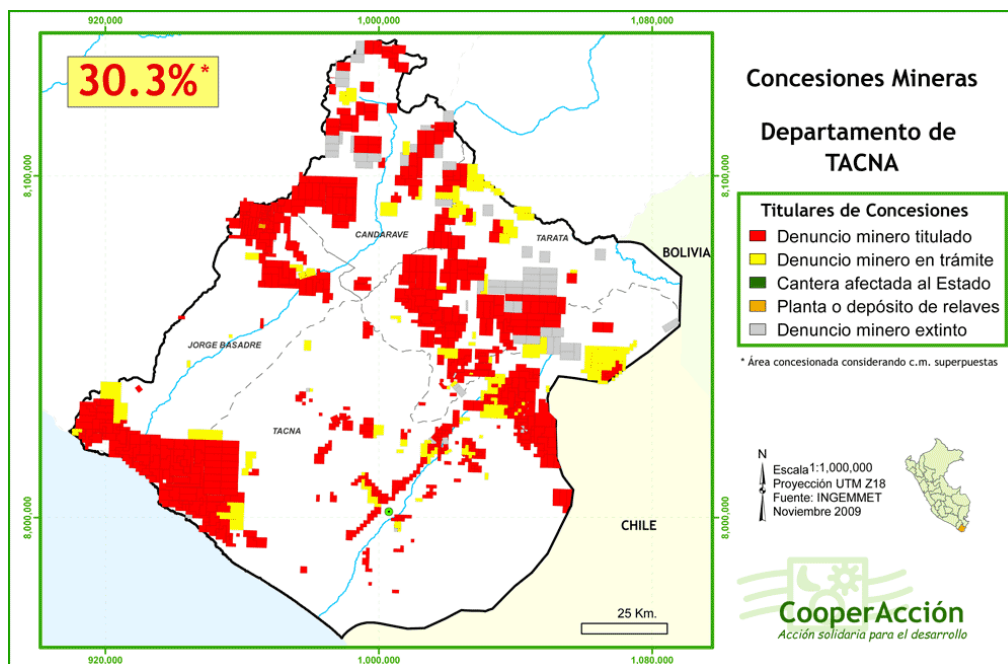 920,000
1,000,000
1,080,000
30.3%*
Concesiones Mineras
Departamento de
TACNA
8,100,000
8,100,000
Titulares de Concesiones
Denuncio minero titulado
Denuncio minero en trámite
Cantera afectada al Estado
Planta o depósito de relaves
Denuncio minero extinto
* Área concesionada considerando c.m. superpuestas
CANDARAVE
TARATA
BOLIVIA
JORGE BASADRE
TACNA
N
Escala1:1,000,000
Proyección UTM Z18
Fuente: INGEMMET
Noviembre 2009
8,000,000
8,000,000
CHILE
25 Km.
CooperAcción
Acción solidaria para el desarrollo
920,000
1,000,000
1,080,000